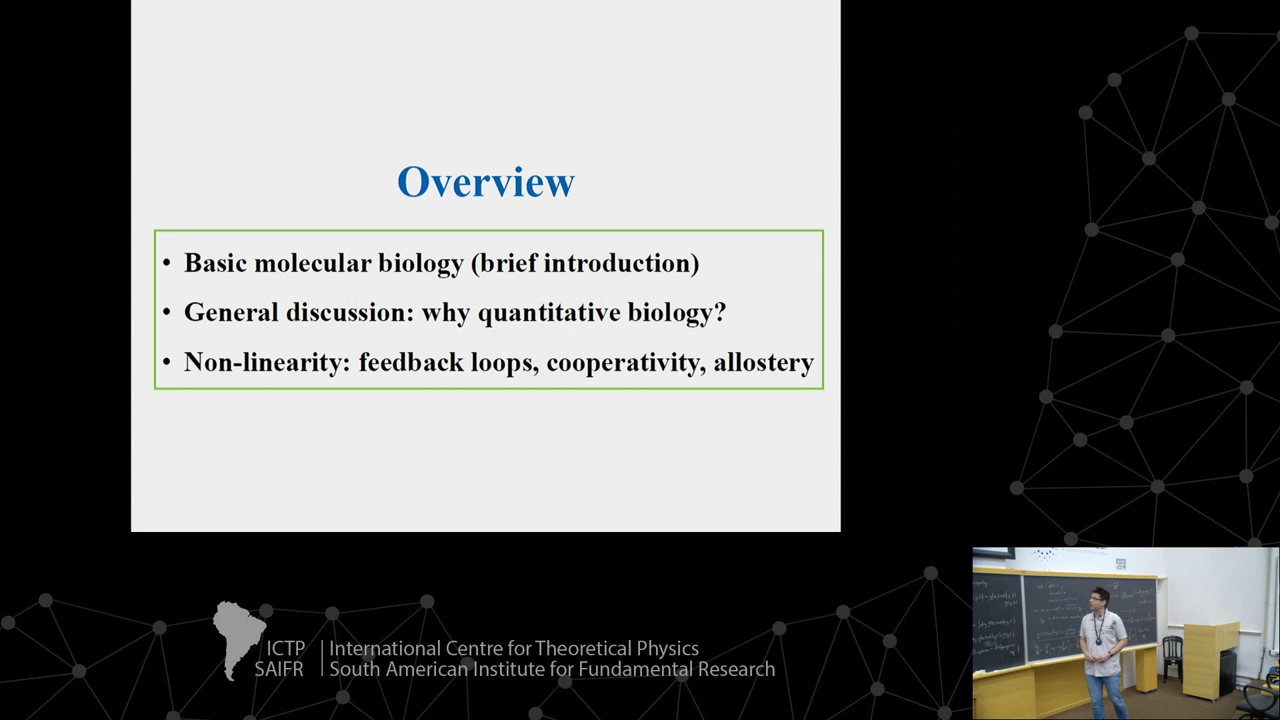 Overview
• Basic molecular biology (brief introduction)
• General discussion: why quantitative biology?
• Non-linearity: feedback loops, cooperativity, allostery
ICTP | International Centre for Theoretical Physics
SAIFR | South American Institute for Fundamental Research